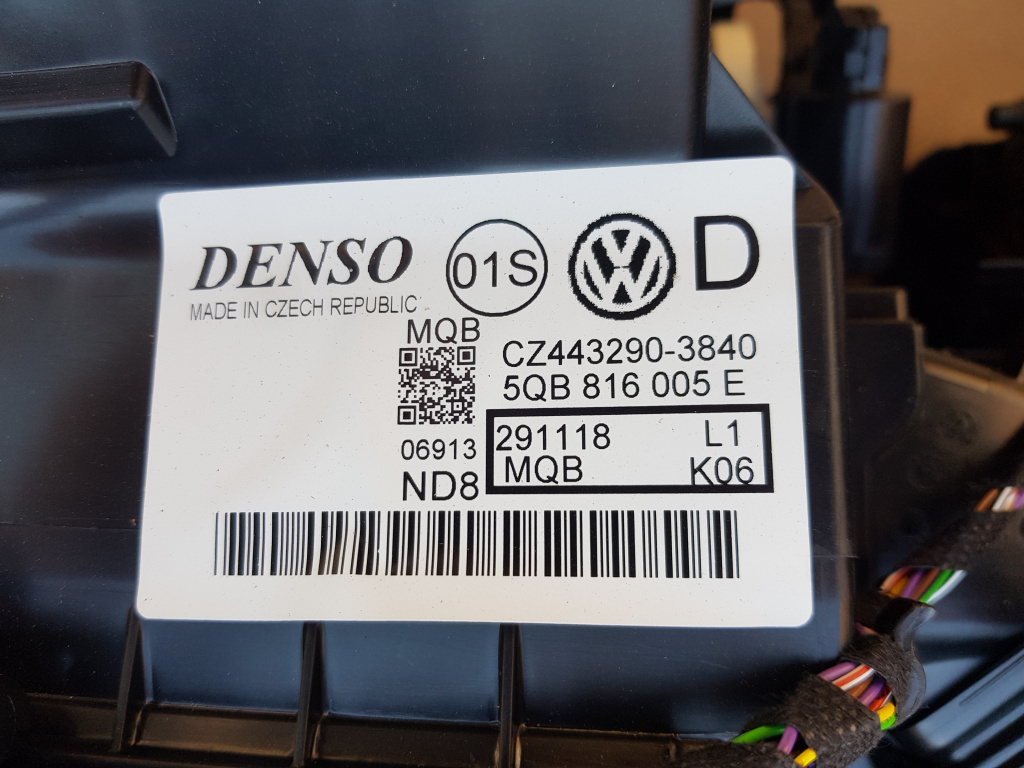 DENSO
MADE IN CZECH REPUBLIC
01S
D
MQB
CZ443290-3840
5QB 816 005 E
06913
ND8
291118 L1
MQB K06